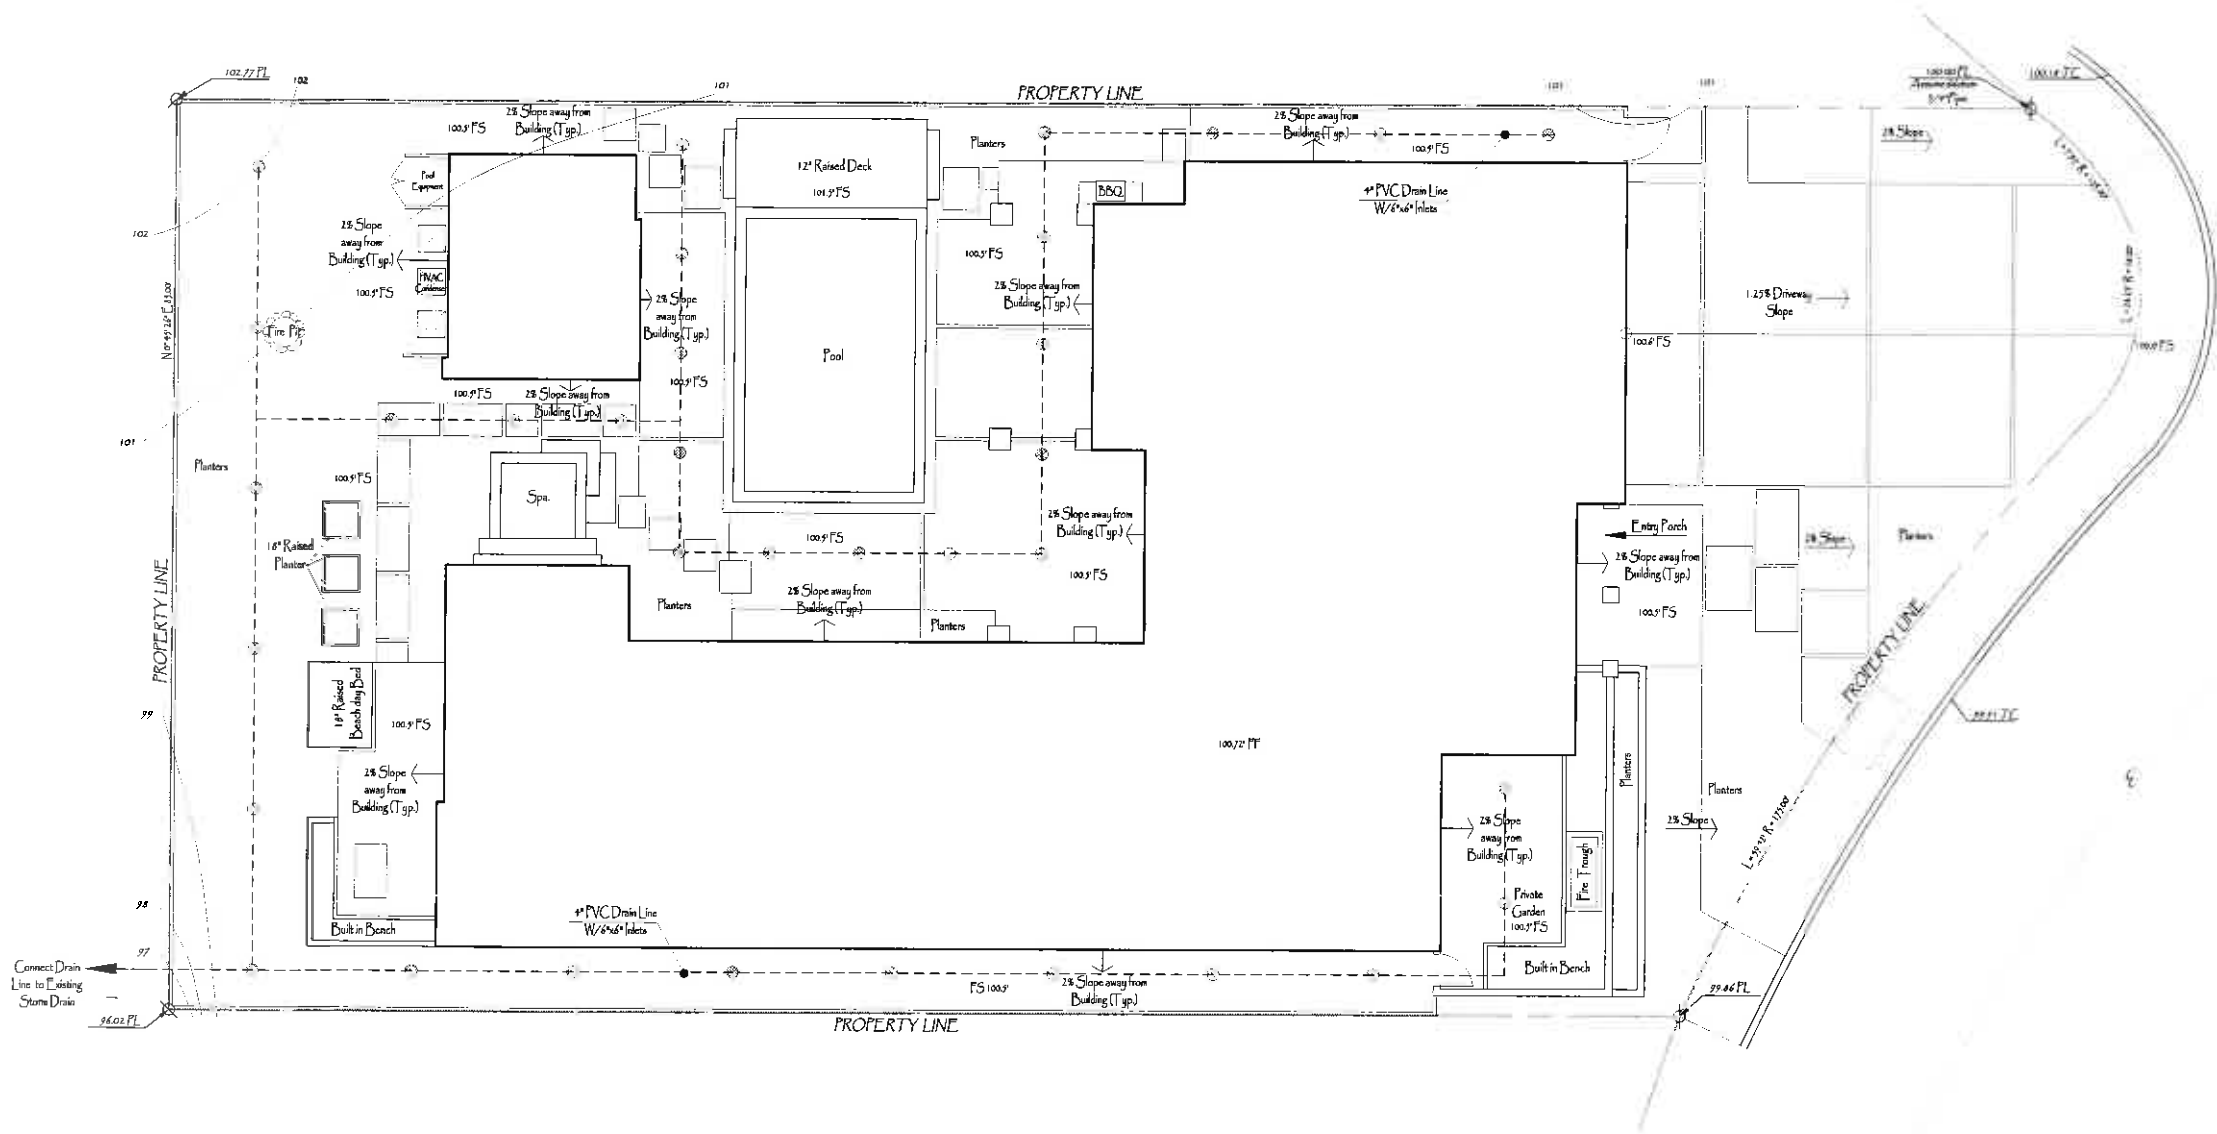 102.77 PL
102
101
PROPERTY LINE
101
101
100.00 PL
100.18 TC
2% Slope away from
Building (Typ.)
100.5' FS
Planters
2% Slope away from
Building (Typ.)
100.5' FS
2% Slope
12" Raised Deck
101.5' FS
Pool
Equipment
BBQ
4" PVC Drain Line
W/ 6"x6" Inlets
102
2% Slope
away from
Building (Typ.)
HVAC
Condenser
100.5' FS
100.5' FS
2% Slope away from
Building (Typ.)
2% Slope
away from
Building (Typ.)
1.25% Driveway
Slope
N 0° 45' 26" E 85.00'
Fire Pit
Pool
100.6' FS
100.5' FS
100.5' FS
2% Slope away from
Building (Typ.)
101
Planters
100.5' FS
Spa.
2% Slope away from
Building (Typ.)
100.5' FS
100.5' FS
Entry Porch
2% Slope away from
Building (Typ.)
100.5' FS
2% Slope
Planters
18" Raised
Planter
2% Slope away from
Building (Typ.)
Planters
Planters
PROPERTY LINE
PROPERTY LINE
18" Raised
Beach day Bed
100.5' FS
99
100.72' FF
2% Slope
away from
Building (Typ.)
Planters
Planters
2% Slope
2% Slope
away from
Building (Typ.)
Fire Trough
Private
Garden
100.5' FS
98
4" PVC Drain Line
W/ 6"x6" Inlets
Built in Bench
97
Connect Drain
Line to Existing
Storm Drain
96.02 PL
FS 100.5'
2% Slope away from
Building (Typ.)
Built in Bench
99.06 PL
PROPERTY LINE